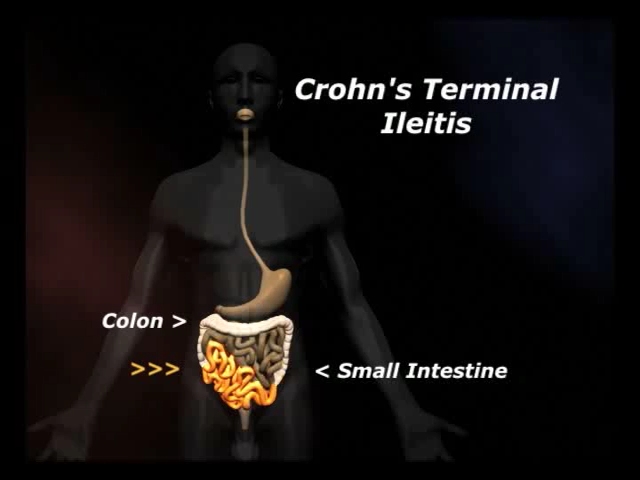 Crohn's Terminal
Ileitis
Colon >
>>>
< Small Intestine